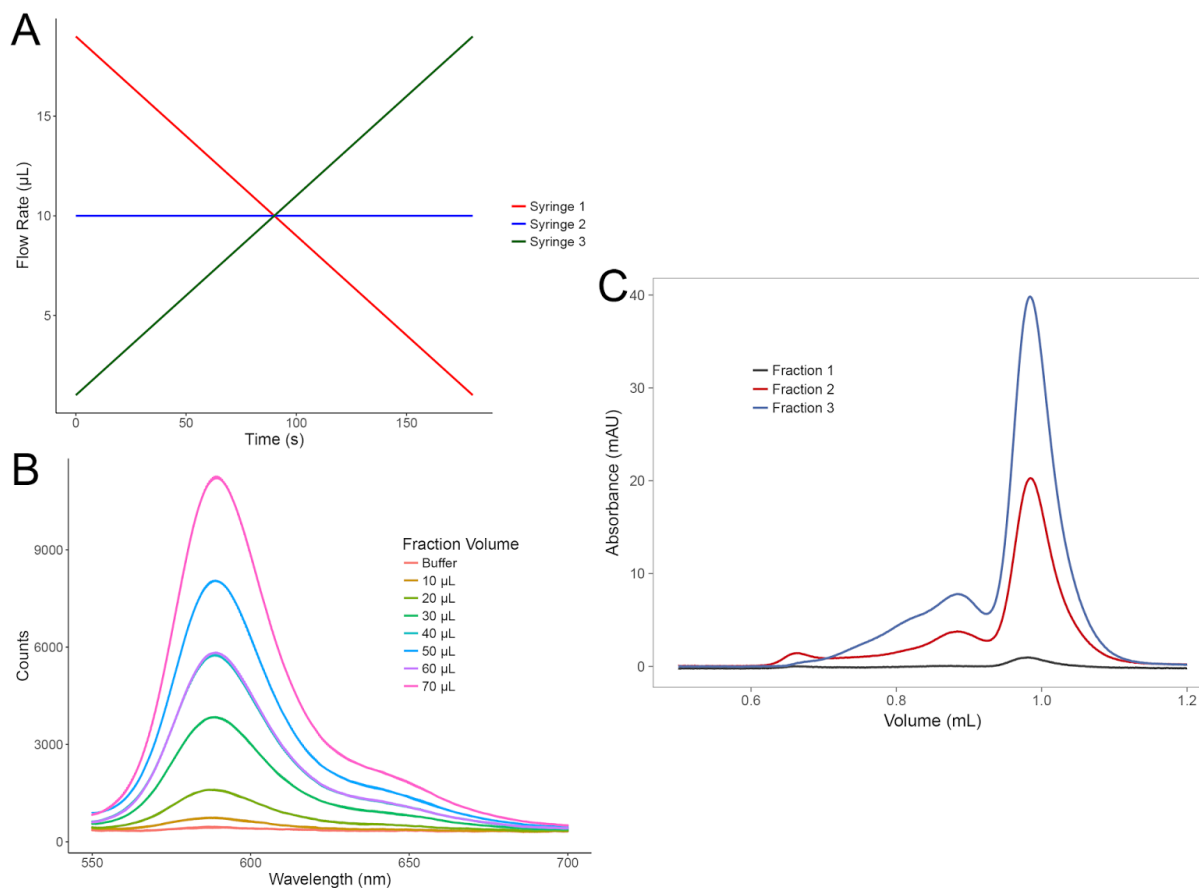 A
Flow Rate (µL)
15
10
5
0
50
100
150
Time (s)
Syringe 1
Syringe 2
Syringe 3
B
Counts
9000
6000
3000
0
550
600
650
700
Wavelength (nm)
Fraction Volume
Buffer
10 µL
20 µL
30 µL
40 µL
50 µL
60 µL
70 µL
C
Absorbance (mAU)
40
30
20
10
0
0.6
0.8
1.0
1.2
Volume (mL)
Fraction 1
Fraction 2
Fraction 3